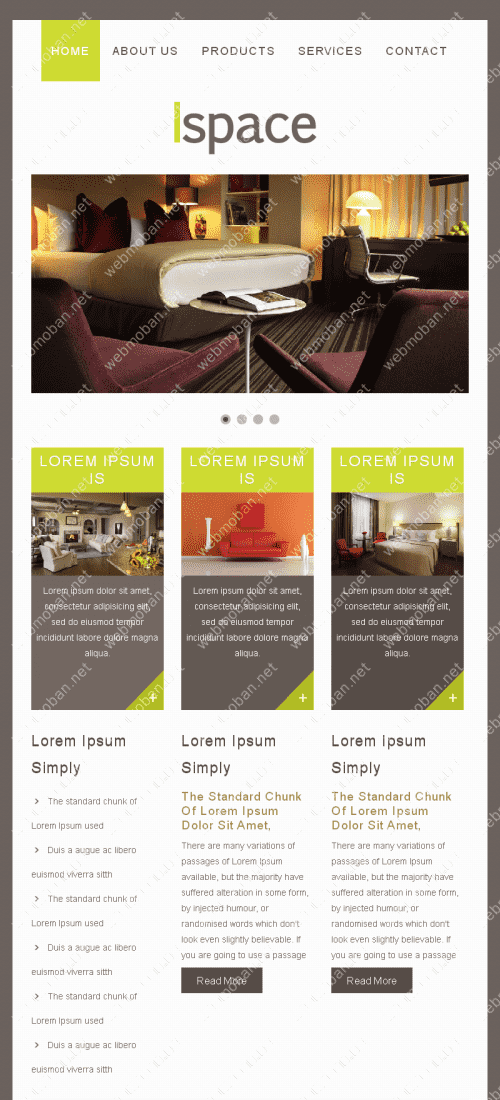 HOME ABOUT US PRODUCTS SERVICES CONTACT
Ispace
LOREM IPSUM
IS
Lorem ipsum dolor sit amet,
consectetur adipisicing elit,
sed do eiusmod tempor
incididunt labore dolore magna
aliqua.
+
LOREM IPSUM
IS
Lorem ipsum dolor sit amet,
consectetur adipisicing elit,
sed do eiusmod tempor
incididunt labore dolore magna
aliqua.
+
LOREM IPSUM
IS
Lorem ipsum dolor sit amet,
consectetur adipisicing elit,
sed do eiusmod tempor
incididunt labore dolore magna
aliqua.
+
Lorem Ipsum
Simply
The standard chunk of
Lorem Ipsum used
Duis a augue ac libero
euismod viverra sitth
The standard chunk of
Lorem Ipsum used
Duis a augue ac libero
euismod viverra sitth
The standard chunk of
Lorem Ipsum used
Duis a augue ac libero
euismod viverra sitth
Lorem Ipsum
Simply
The Standard Chunk
Of Lorem Ipsum
Dolor Sit Amet,
There are many variations of
passages of Lorem Ipsum
available, but the majority have
suffered alteration in some form,
by injected humour, or
randomised words which don't
look even slightly believable. If
you are going to use a passage
Read More
Lorem Ipsum
Simply
The Standard Chunk
Of Lorem Ipsum
Dolor Sit Amet,
There are many variations of
passages of Lorem Ipsum
available, but the majority have
suffered alteration in some form,
by injected humour, or
randomised words which don't
look even slightly believable. If
you are going to use a passage
Read More
webmoban.net